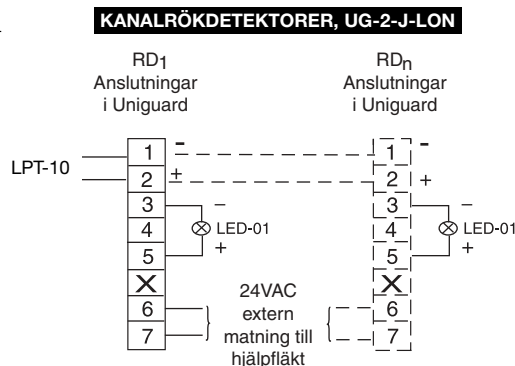 KANALRÖKDETEKTORER, UG-2-J-LON
RD1
Anslutningar
i Uniguard
RDn
Anslutningar
i Uniguard
LPT-10
1 -
2 +
3 -
4 LED-01
5 +
X
6
7
24VAC
extern
matning till
hjälpfläkt
1 -
2 +
3 -
4 LED-01
5 +
X
6
7